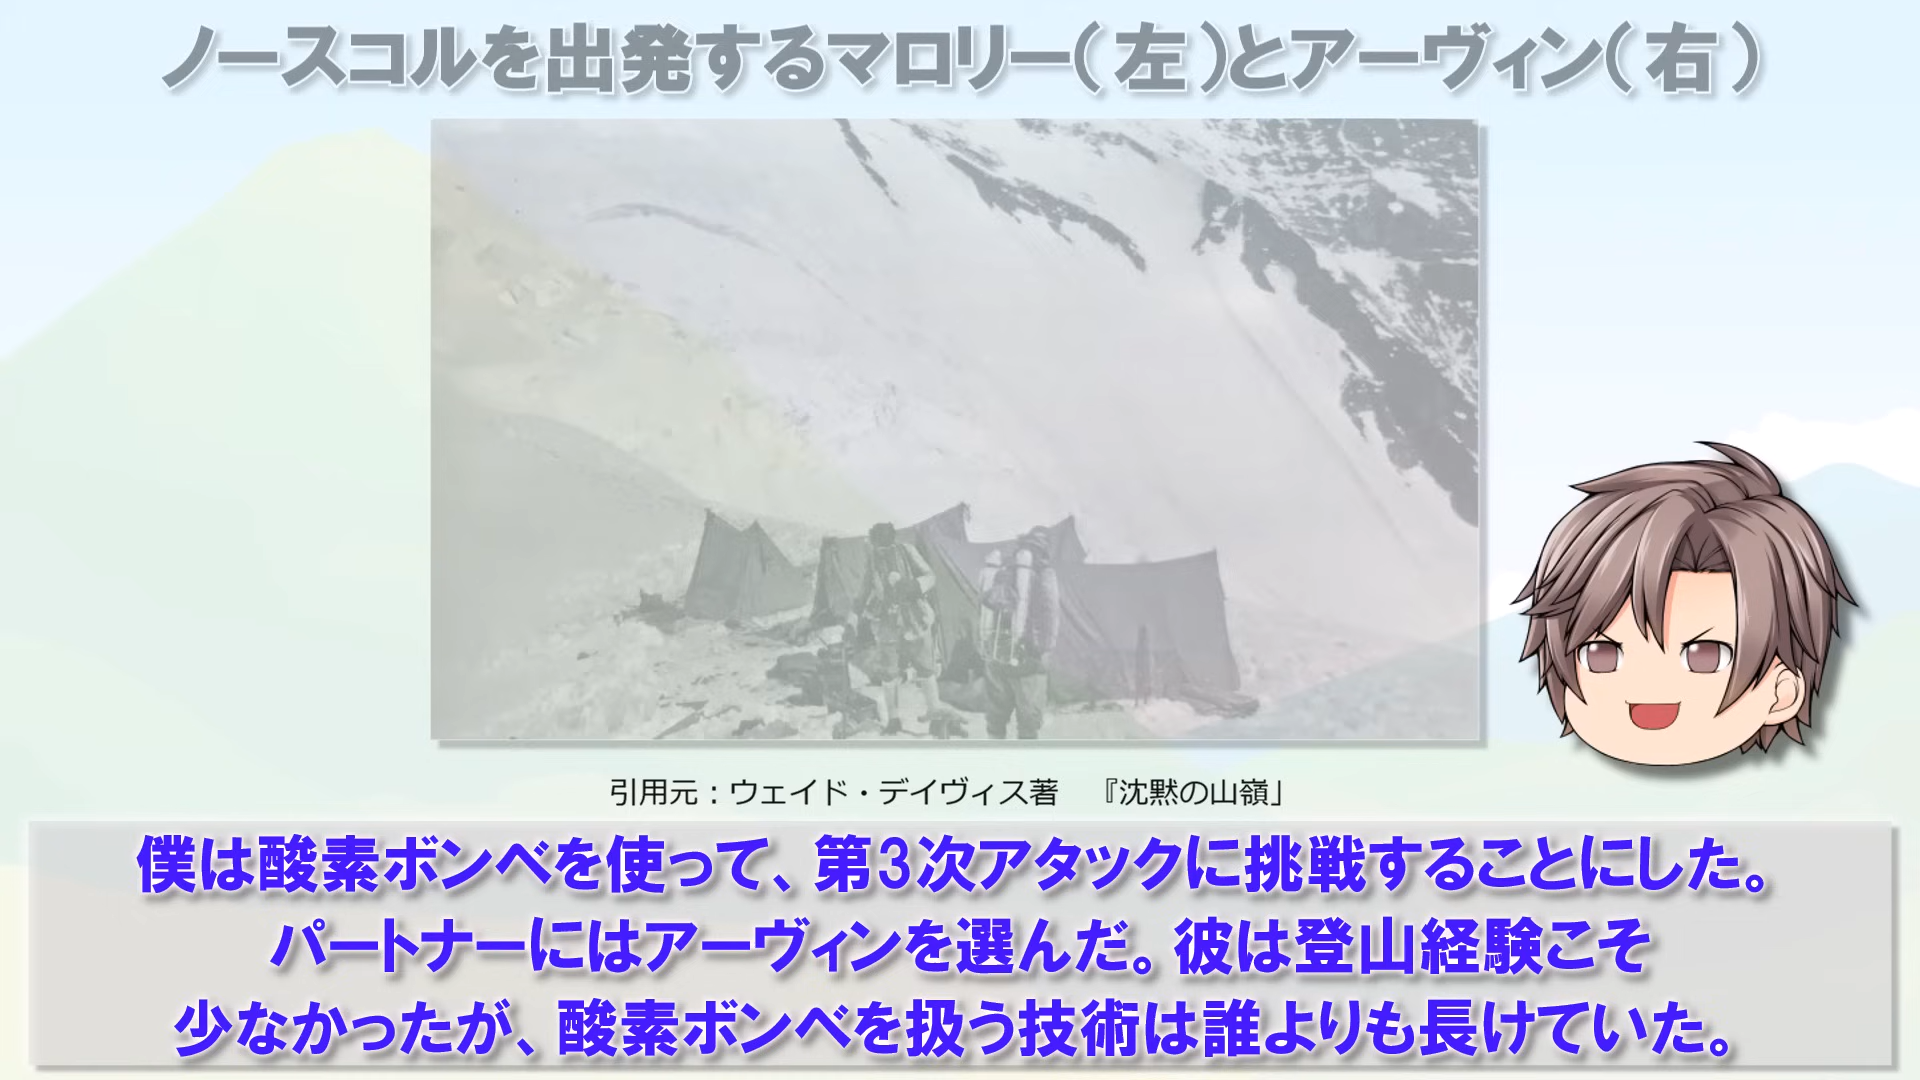 ノースコルを出発するマロリー(左)とアーヴィン(右)
引用元:ウェイド・デイヴィス著　『沈黙の山嶺」
僕は酸素ボンベを使って、第3次アタックに挑戦することにした。
パートナーにはアーヴィンを選んだ。彼は登山経験こそ
少なかったが、酸素ボンベを扱う技術は誰よりも長けていた。